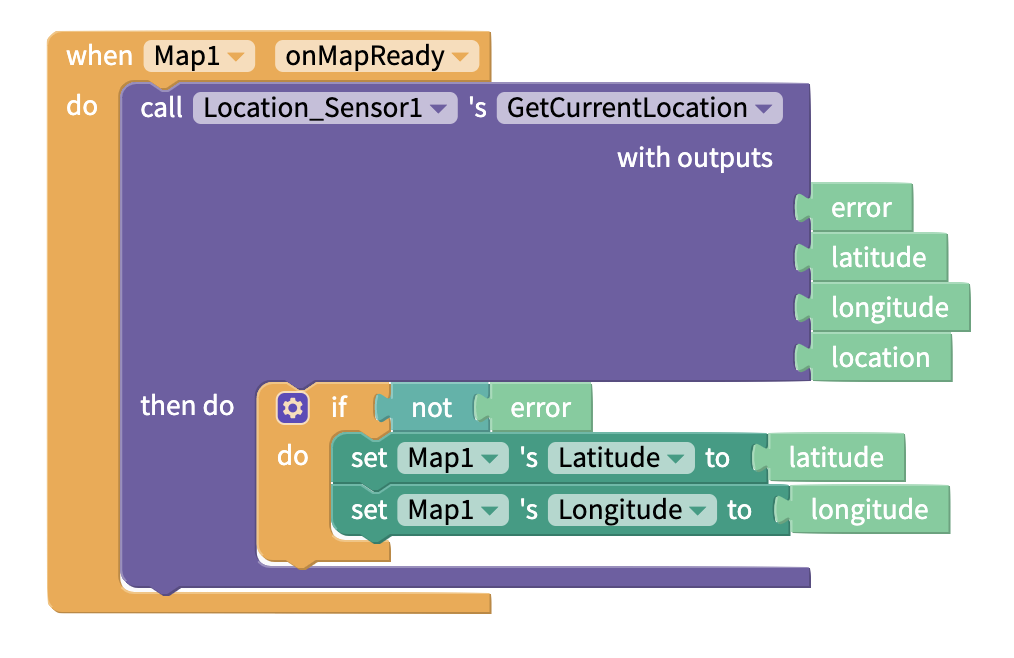 when Map1 onMapReady
do call Location_Sensor1 's GetCurrentLocation
with outputs
error
latitude
longitude
location
then do if not error
do set Map1 's Latitude to latitude
set Map1 's Longitude to longitude